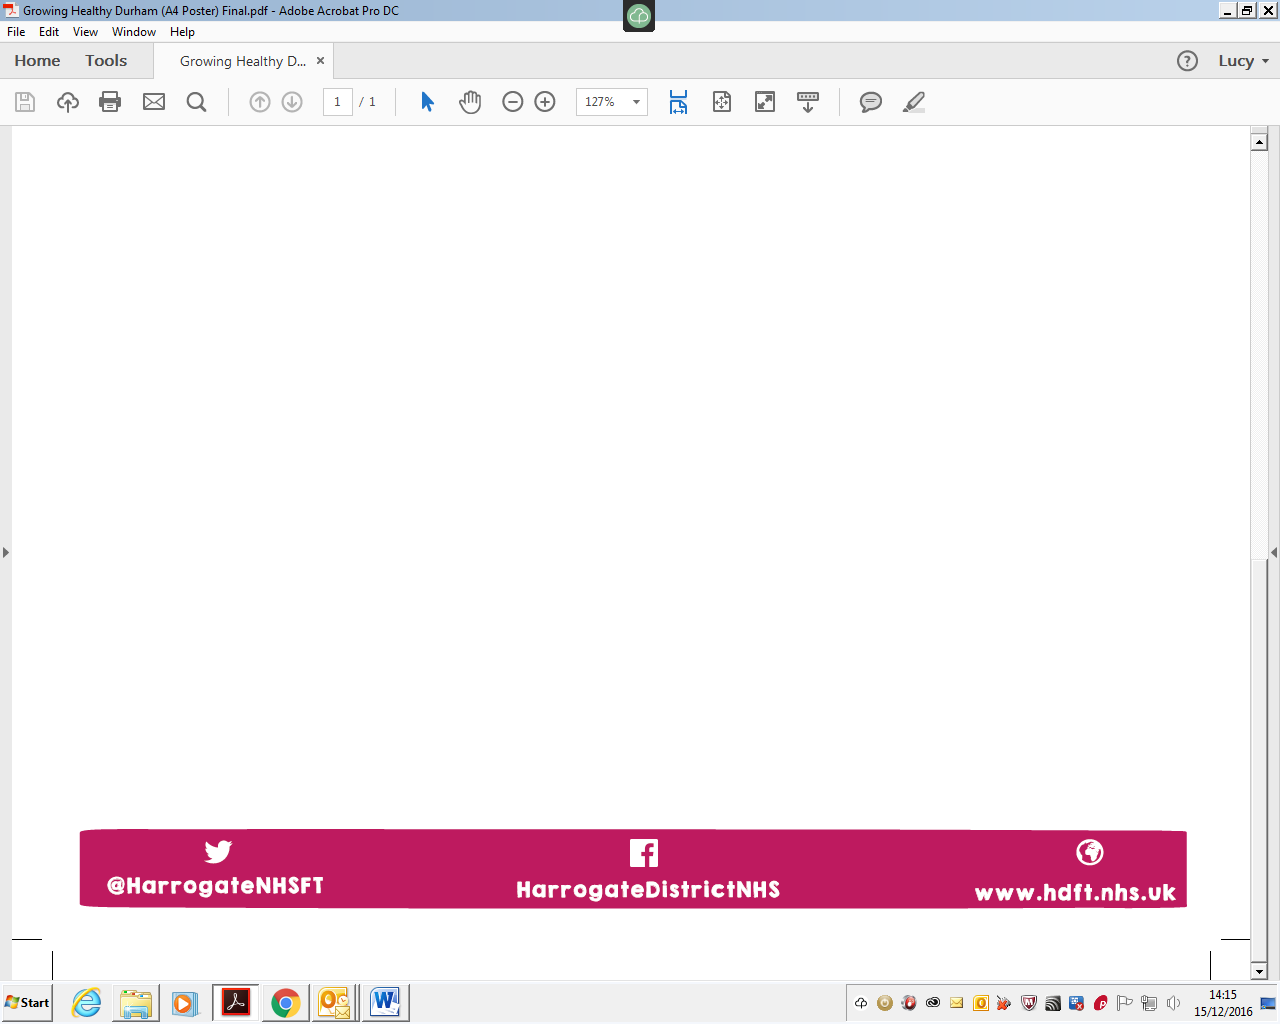 Growing Healthy Durham (A4 Poster) Final.pdf - Adobe Acrobat Pro DC
File Edit View Window Help
Home Tools Growing Healthy D... × Lucy
1 / 1 127%
@HarrogateNHSFT
HarrogateDistrictNHS
www.hdft.nhs.uk
Start
14:15
15/12/2016